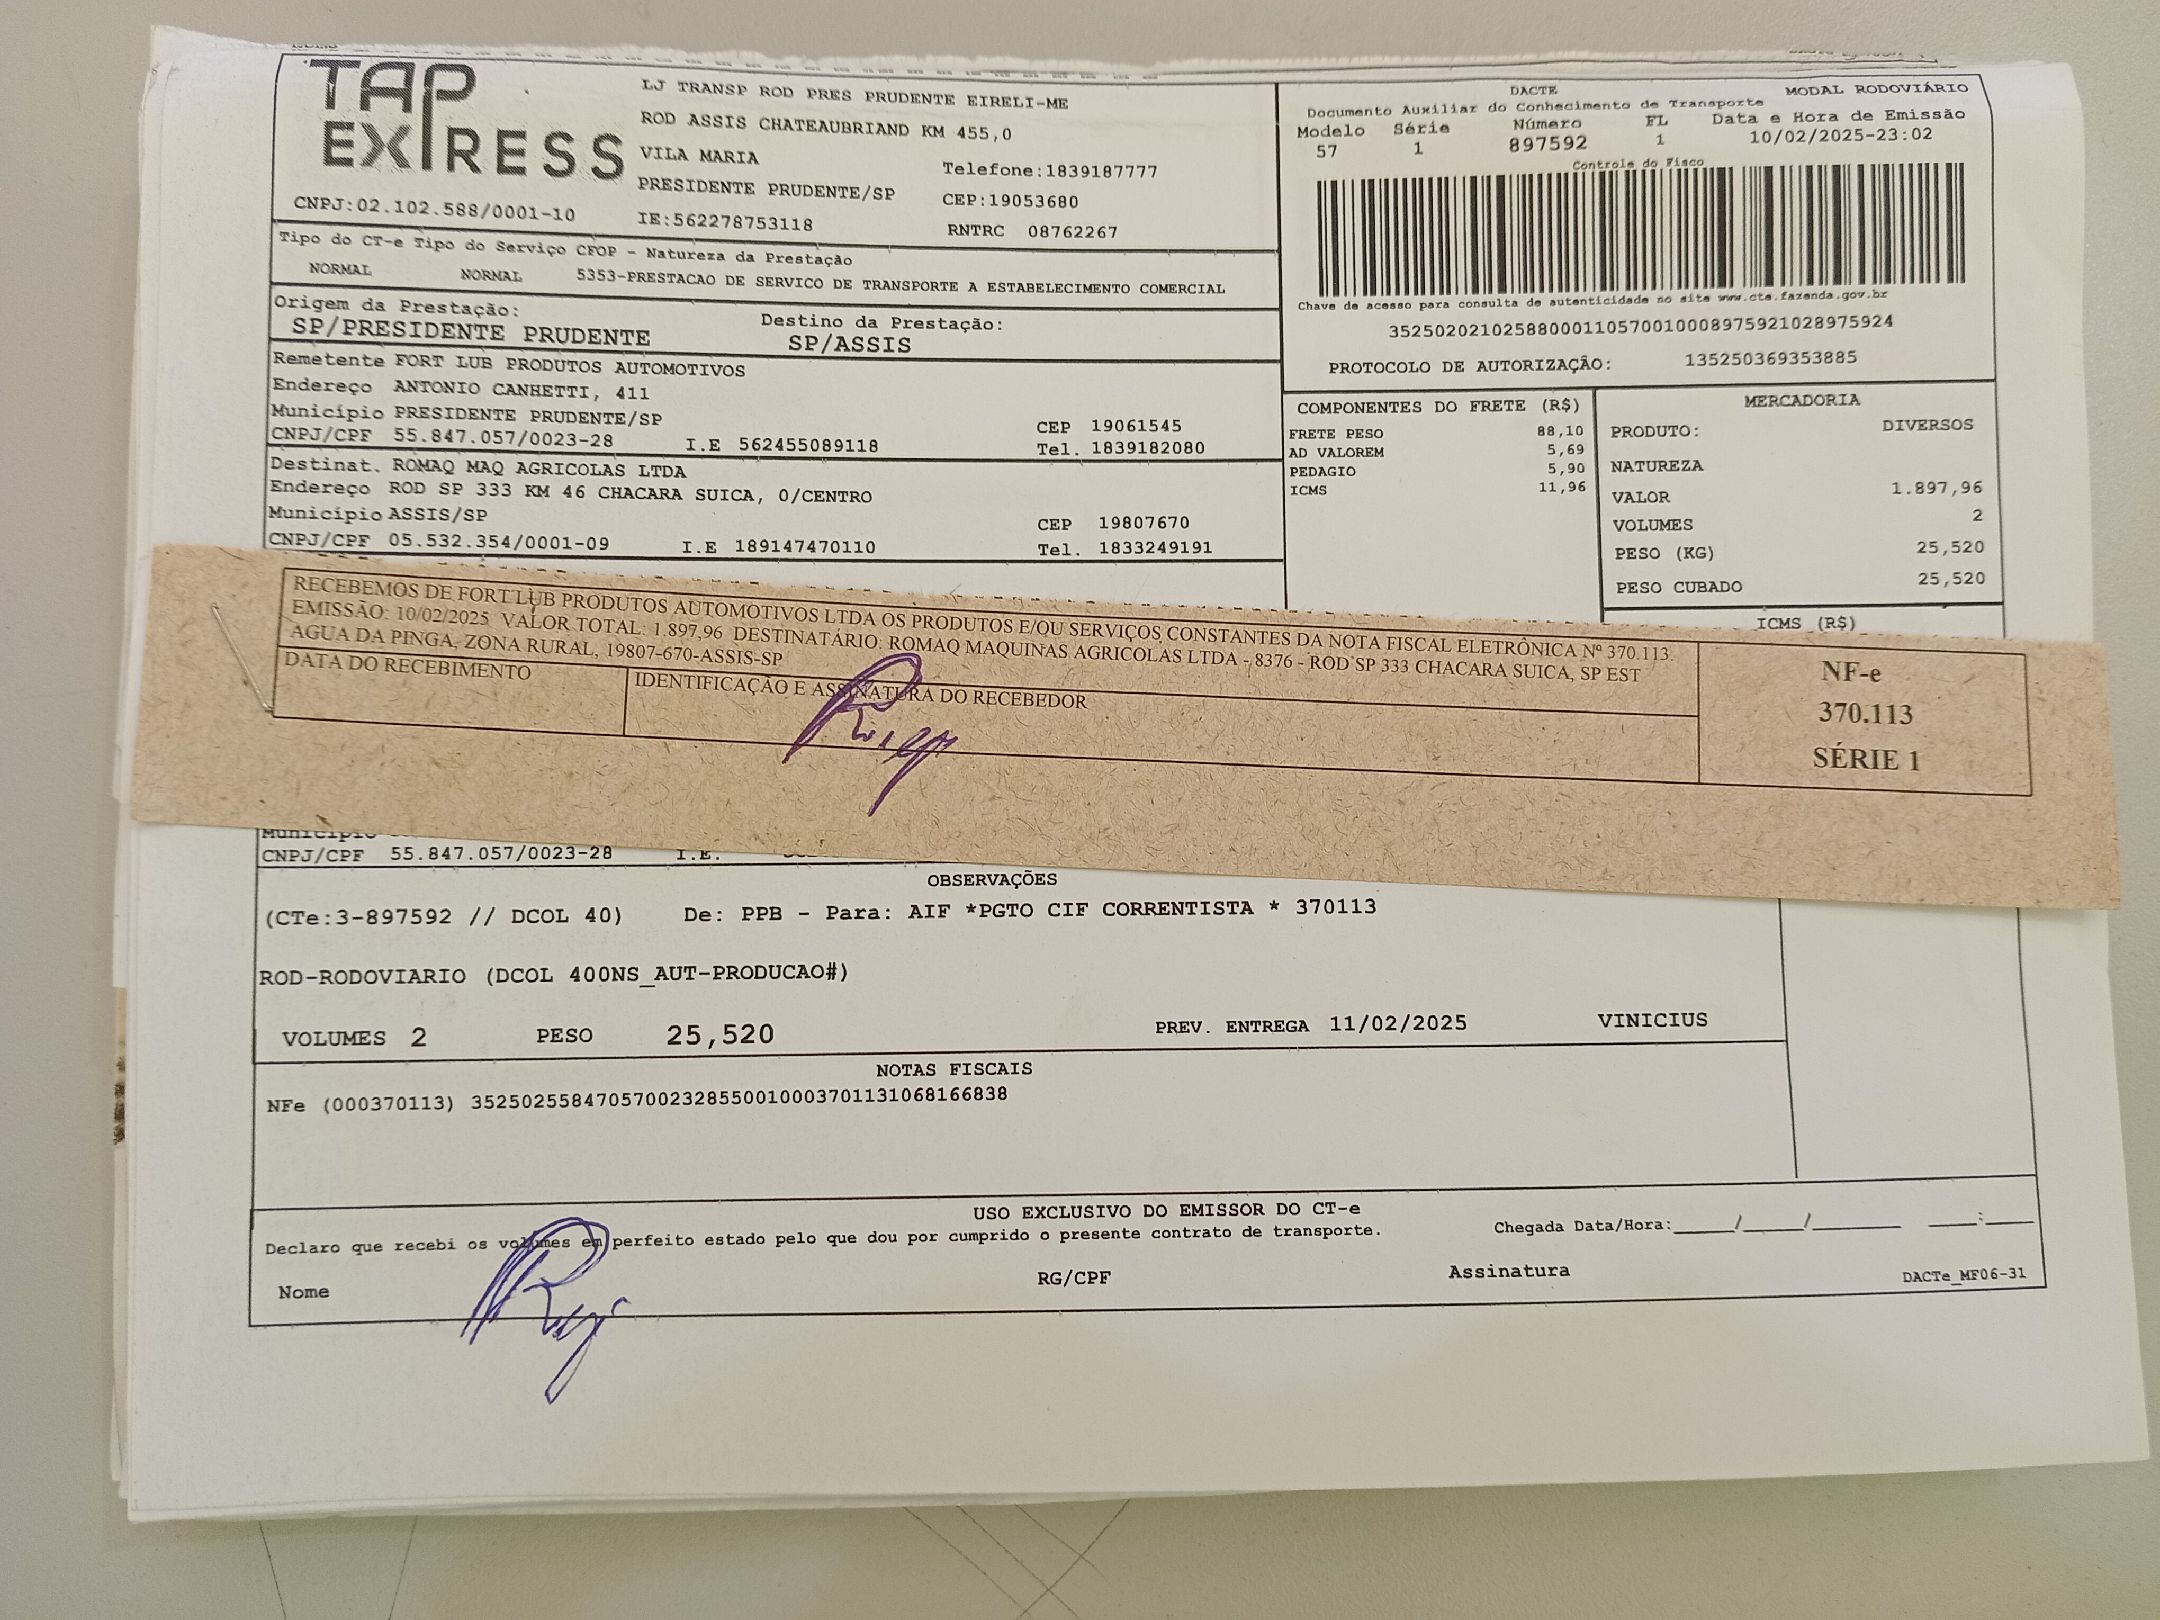 TAP
EXPRESS
LJ TRANSP ROD PRES PRUDENTE EIRELI-ME
ROD ASSIS CHATEAUBRIAND KM 455,0
VILA MARIA
Telefone:1839187777
PRESIDENTE PRUDENTE/SP
CEP:19053680
CNPJ:02.102.588/0001-10
IE:562278753118
RNTRC 08762267
DACTE
MODAL RODOVIÁRIO
Documento Auxiliar do Conhecimento de Transporte
Modelo Série Número FL Data e Hora de Emissão
57 1 897592 1 10/02/2025-23:02
Controle do Fisco
Chave de acesso para consulta de autenticidade no site www.cte.fazenda.gov.br
35250202102588000110570010008975921028975924
PROTOCOLO DE AUTORIZAÇÃO: 135250369353885
Tipo do CT-e Tipo do Serviço CFOP - Natureza da Prestação
NORMAL NORMAL 5353-PRESTACAO DE SERVICO DE TRANSPORTE A ESTABELECIMENTO COMERCIAL
Origem da Prestação: Destino da Prestação:
SP/PRESIDENTE PRUDENTE SP/ASSIS
Remetente FORT LUB PRODUTOS AUTOMOTIVOS
Endereço ANTONIO CANHETTI, 411
Município PRESIDENTE PRUDENTE/SP CEP 19061545
CNPJ/CPF 55.847.057/0023-28 I.E 562455089118 Tel. 1839182080
Destinat. ROMAQ MAQ AGRICOLAS LTDA
Endereço ROD SP 333 KM 46 CHACARA SUICA, 0/CENTRO
Município ASSIS/SP CEP 19807670
CNPJ/CPF 05.532.354/0001-09 I.E 189147470110 Tel. 1833249191
COMPONENTES DO FRETE (R$)
FRETE PESO 88,10
AD VALOREM 5,69
PEDAGIO 5,90
ICMS 11,96
MERCADORIA
PRODUTO: DIVERSOS
NATUREZA
VALOR 1.897,96
VOLUMES 2
PESO (KG) 25,520
PESO CUBADO 25,520
ICMS (R$)
RECEBEMOS DE FORT LUB PRODUTOS AUTOMOTIVOS LTDA OS PRODUTOS E/OU SERVIÇOS CONSTANTES DA NOTA FISCAL ELETRÔNICA Nº 370.113.
EMISSÃO: 10/02/2025 VALOR TOTAL: 1.897,96 DESTINATÁRIO: ROMAQ MAQUINAS AGRICOLAS LTDA - 8376 - ROD SP 333 CHACARA SUICA, SP EST
AGUA DA PINGA, ZONA RURAL, 19807-670-ASSIS-SP
DATA DO RECEBIMENTO
IDENTIFICAÇÃO E ASSINATURA DO RECEBEDOR
NF-e
370.113
SÉRIE 1
Município
CNPJ/CPF 55.847.057/0023-28 I.E.
OBSERVAÇÕES
(CTe:3-897592 // DCOL 40) De: PPB - Para: AIF *PGTO CIF CORRENTISTA * 370113
ROD-RODOVIARIO (DCOL 400NS_AUT-PRODUCAO#)
VOLUMES 2 PESO 25,520 PREV. ENTREGA 11/02/2025 VINICIUS
NOTAS FISCAIS
NFe (000370113) 35250255847057002328550010003701131068166838
USO EXCLUSIVO DO EMISSOR DO CT-e
Declaro que recebi os volumes em perfeito estado pelo que dou por cumprido o presente contrato de transporte.
Chegada Data/Hora:_____/_____/_______ ____:____
Nome RG/CPF Assinatura
DACTe_MF06-31